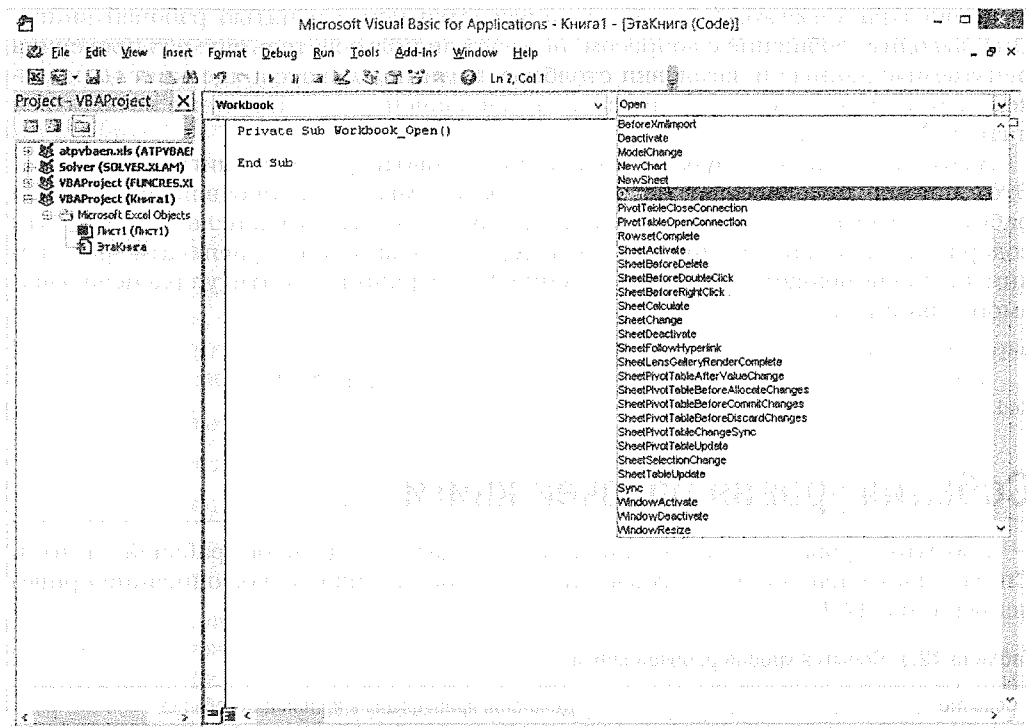 Microsoft Visual Basic for Applications - Книга1 - [ЭтаКнига (Code)]
File Edit View Insert Format Debug Run Tools Add-Ins Window Help
Ln 2, Col 1
Project - VBAProject
Workbook
Open
atpvbaen.xls (ATPVBAEI
Solver (SOLVER.XLAM)
VBAProject (FUNCRES.XL
VBAProject (Книга1)
Microsoft Excel Objects
Лист1 (Лист1)
ЭтаКнига
Private Sub Workbook_Open()
End Sub
BeforeXmlImport
Deactivate
ModelChange
NewChart
NewSheet
Open
PivotTableCloseConnection
PivotTableOpenConnection
RowsetComplete
SheetActivate
SheetBeforeDelete
SheetBeforeDoubleClick
SheetBeforeRightClick
SheetCalculate
SheetChange
SheetDeactivate
SheetFollowHyperlink
SheetLensGalleryRenderComplete
SheetPivotTableAfterValueChange
SheetPivotTableBeforeAllocateChanges
SheetPivotTableBeforeCommitChanges
SheetPivotTableBeforeDiscardChanges
SheetPivotTableChangeSync
SheetPivotTableUpdate
SheetSelectionChange
SheetTableUpdate
Sync
WindowActivate
WindowDeactivate
WindowResize